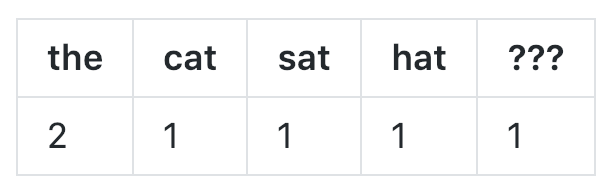 the cat sat hat ???
2 1 1 1 1